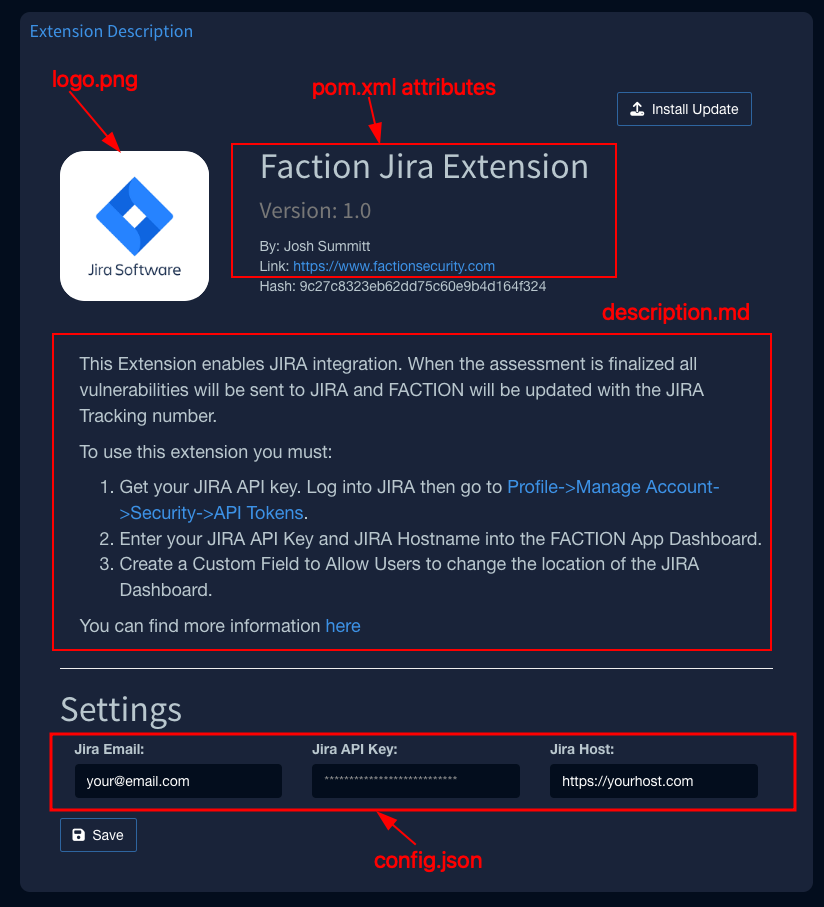 Extension Description
logo.png
pom.xml attributes
Install Update
Faction Jira Extension
Version: 1.0
By: Josh Summitt
Link: https://www.factionsecurity.com
Hash: 9c27c8323eb62dd75c60e9b4d164f324
Jira Software
description.md
This Extension enables JIRA integration. When the assessment is finalized all
vulnerabilities will be sent to JIRA and FACTION will be updated with the JIRA
Tracking number.
To use this extension you must:
1. Get your JIRA API key. Log into JIRA then go to Profile->Manage Account-
>Security->API Tokens.
2. Enter your JIRA API Key and JIRA Hostname into the FACTION App Dashboard.
3. Create a Custom Field to Allow Users to change the location of the JIRA
Dashboard.
You can find more information here
Settings
Jira Email: Jira API Key: Jira Host:
your@email.com *************************** https://yourhost.com
Save
config.json